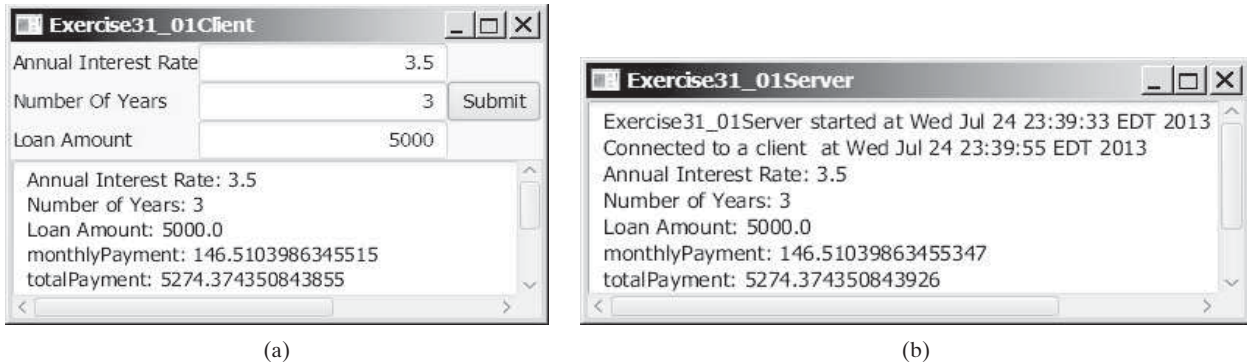 Exercise31_01Client
Annual Interest Rate 3.5
Number Of Years 3 Submit
Loan Amount 5000
Annual Interest Rate: 3.5
Number of Years: 3
Loan Amount: 5000.0
monthlyPayment: 146.5103986345515
totalPayment: 5274.374350843855
(a)
Exercise31_01Server
Exercise31_01Server started at Wed Jul 24 23:39:33 EDT 2013
Connected to a client at Wed Jul 24 23:39:55 EDT 2013
Annual Interest Rate: 3.5
Number of Years: 3
Loan Amount: 5000.0
monthlyPayment: 146.51039863455347
totalPayment: 5274.374350843926
(b)